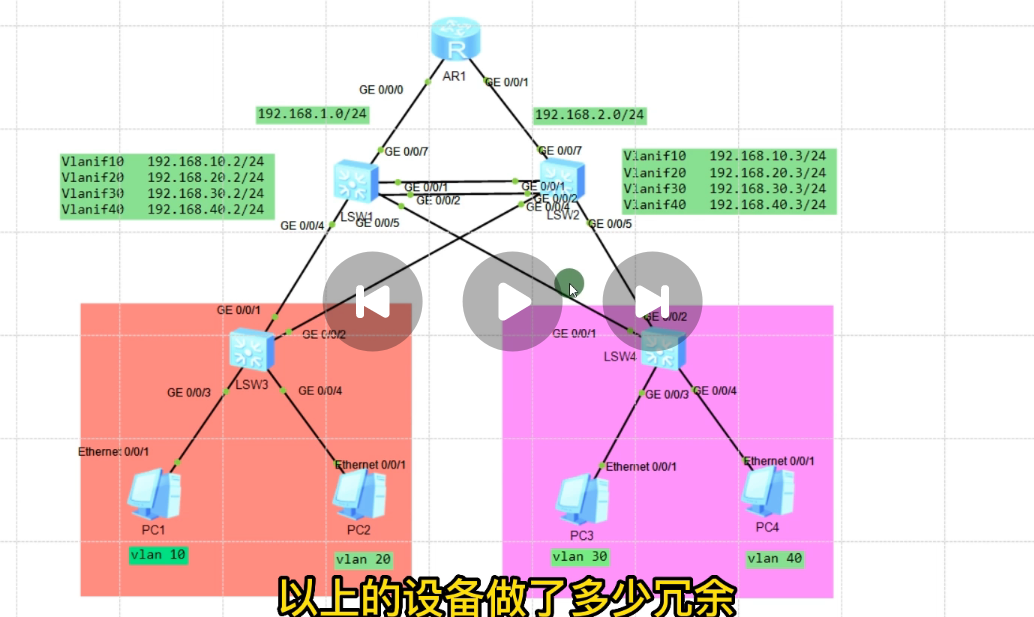 R
AR1
GE 0/0/0
GE 0/0/1
192.168.1.0/24
192.168.2.0/24
GE 0/0/7
GE 0/0/7
Vlanif10 192.168.10.2/24
Vlanif20 192.168.20.2/24
Vlanif30 192.168.30.2/24
Vlanif40 192.168.40.2/24
Vlanif10 192.168.10.3/24
Vlanif20 192.168.20.3/24
Vlanif30 192.168.30.3/24
Vlanif40 192.168.40.3/24
GE 0/0/1
GE 0/0/1
GE 0/0/2
GE 0/0/2
GE 0/0/4
LSW1
LSW2
GE 0/0/4
GE 0/0/5
GE 0/0/5
GE 0/0/1
GE 0/0/2
GE 0/0/1
GE 0/0/2
LSW3
LSW4
GE 0/0/3
GE 0/0/4
GE 0/0/3
GE 0/0/4
Ethernet 0/0/1
Ethernet 0/0/1
Ethernet 0/0/1
Ethernet 0/0/1
PC1
PC2
PC3
PC4
vlan 10
vlan 20
vlan 30
vlan 40
以上的设备做了多少冗余